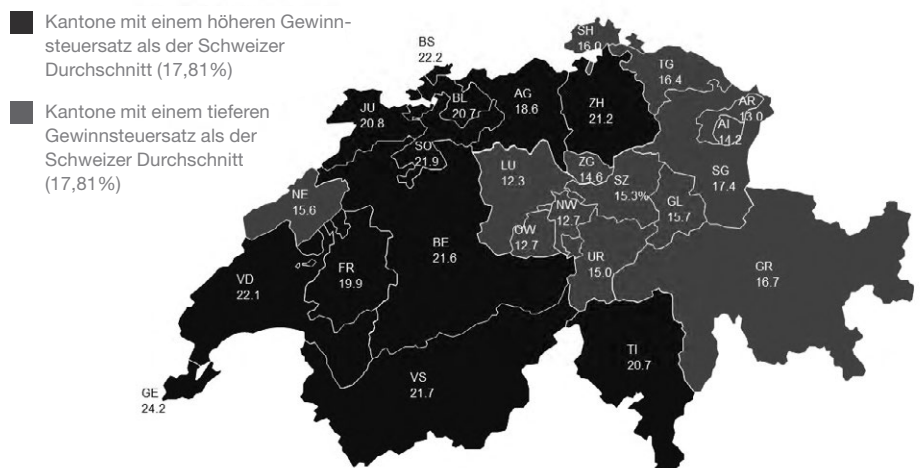 Kantone mit einem höheren Gewinn-
steuersatz als der Schweizer
Durchschnitt (17,81%)
Kantone mit einem tieferen
Gewinnsteuersatz als der
Schweizer Durchschnitt
(17,81%)
SH
16.0
BS
22.2
TG
16.4
JU
20.8
BL
20.7
AG
18.6
ZH
21.2
AR
13.0
AI
14.2
SO
21.9
LU
12.3
ZG
14.6
SZ
15.3%
SG
17.4
NE
15.6
NW
12.7
GL
15.7
OW
12.7
BE
21.6
UR
15.0
GR
16.7
VD
22.1
FR
19.9
TI
20.7
VS
21.7
GE
24.2